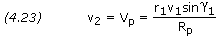 (4.23) v₂ = Vₚ = r₁v₁sinγ₁ / Rₚ